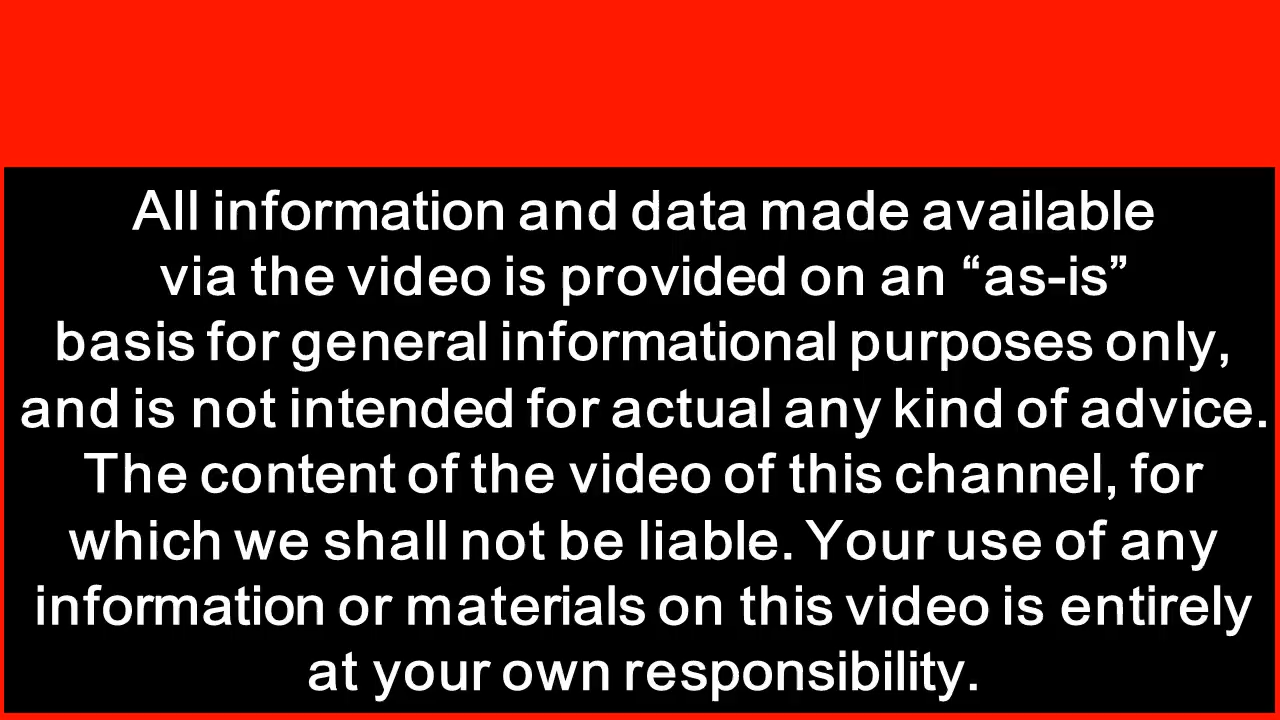 All information and data made available
via the video is provided on an “as-is”
basis for general informational purposes only,
and is not intended for actual any kind of advice.
The content of the video of this channel, for
which we shall not be liable. Your use of any
information or materials on this video is entirely
at your own responsibility.